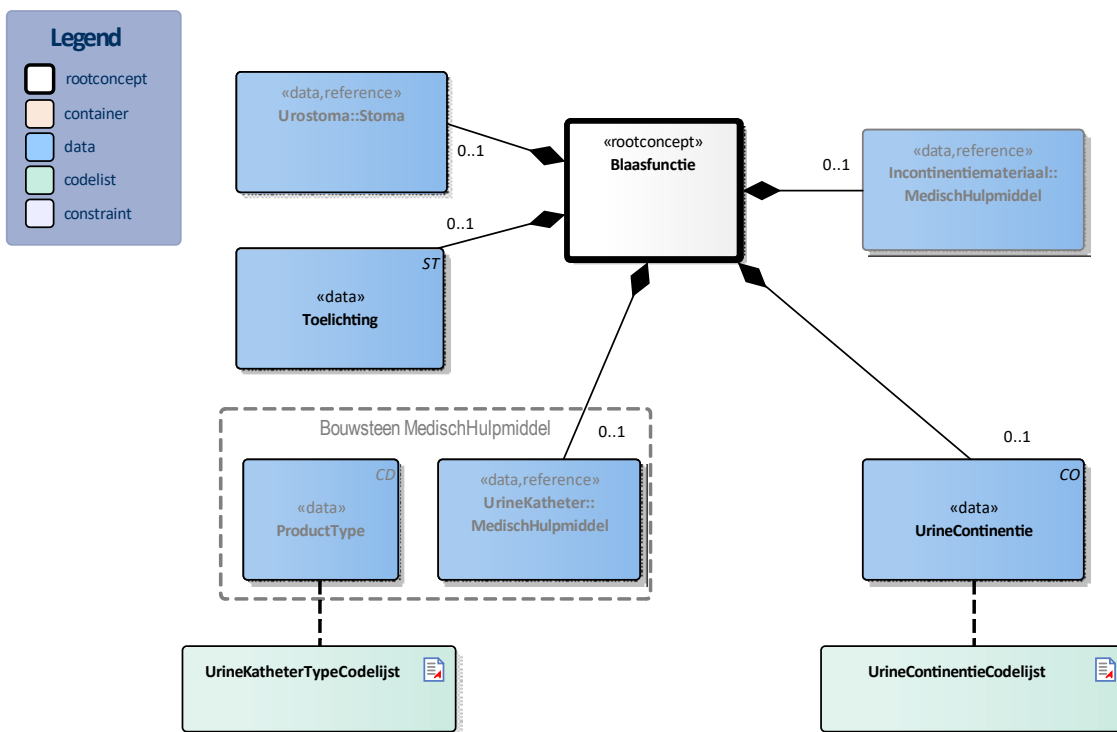 Legend
rootconcept
container
data
codelist
constraint
«data,reference»
Urostoma::Stoma
0..1
«rootconcept»
Blaasfunctie
0..1
«data,reference»
Incontinentiemateriaal::
MedischHulpmiddel
0..1
ST
«data»
Toelichting
Bouwsteen MedischHulpmiddel
0..1
CD
«data»
ProductType
«data,reference»
UrineKatheter::
MedischHulpmiddel
0..1
CO
«data»
UrineContinentie
UrineKatheterTypeCodelijst
UrineContinentieCodelijst